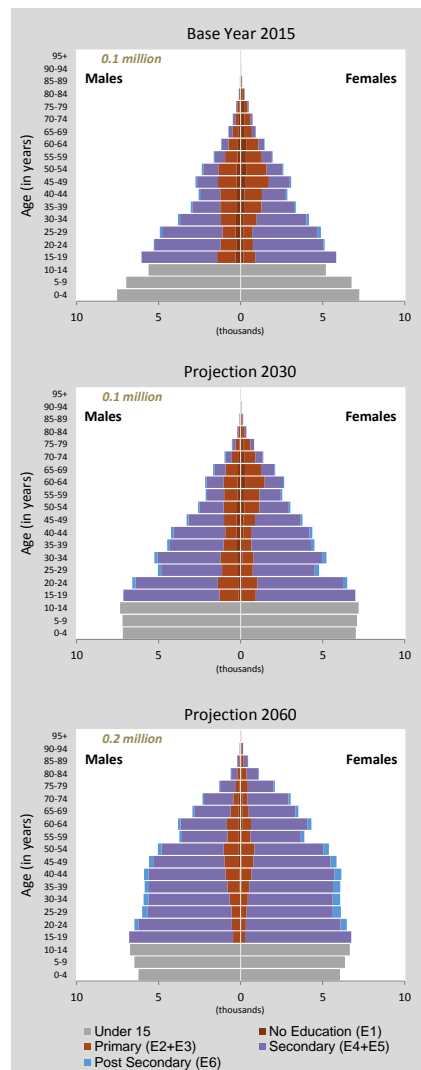 Base Year 2015
0.1 million
Males
Females
Age (in years)
95+
90-94
85-89
80-84
75-79
70-74
65-69
60-64
55-59
50-54
45-49
40-44
35-39
30-34
25-29
20-24
15-19
10-14
5-9
0-4
10 5 0 5 10
(thousands)
Projection 2030
0.1 million
Males
Females
Age (in years)
95+
90-94
85-89
80-84
75-79
70-74
65-69
60-64
55-59
50-54
45-49
40-44
35-39
30-34
25-29
20-24
15-19
10-14
5-9
0-4
10 5 0 5 10
(thousands)
Projection 2060
0.2 million
Males
Females
Age (in years)
95+
90-94
85-89
80-84
75-79
70-74
65-69
60-64
55-59
50-54
45-49
40-44
35-39
30-34
25-29
20-24
15-19
10-14
5-9
0-4
10 5 0 5 10
(thousands)
Under 15 No Education (E1)
Primary (E2+E3) Secondary (E4+E5)
Post Secondary (E6)